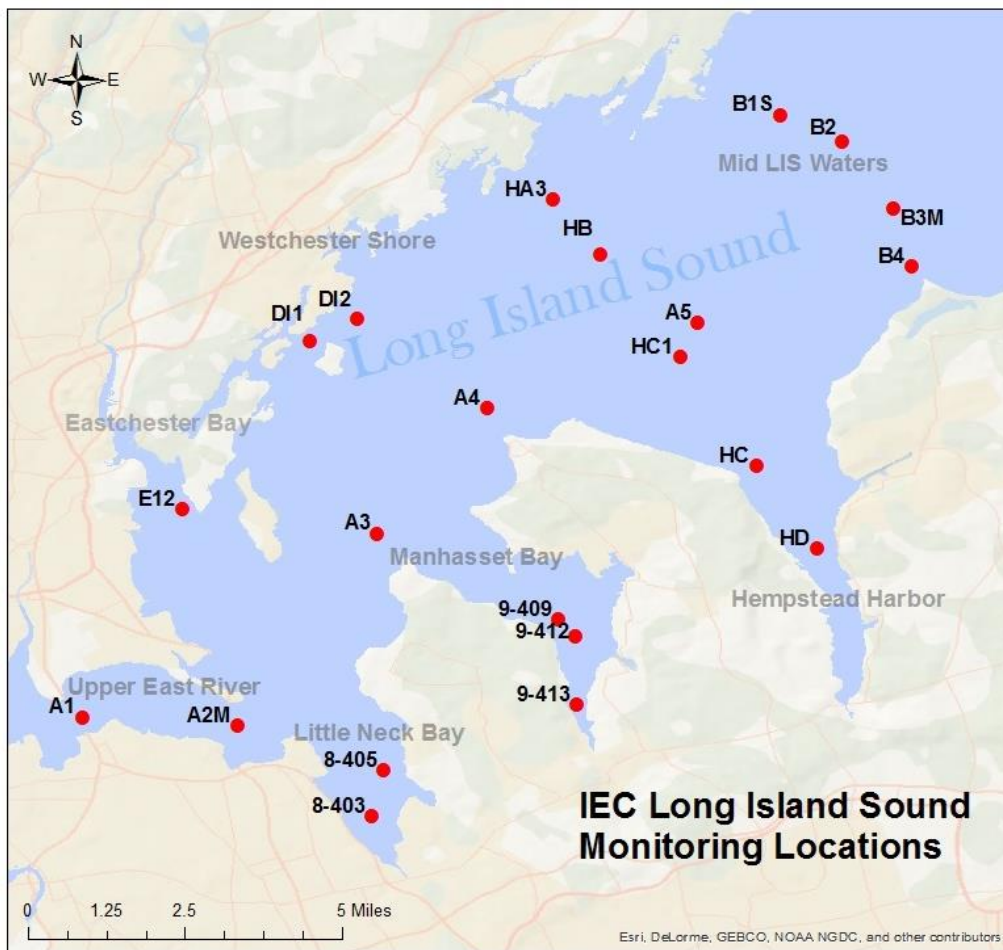 N
W E
S
B1S
B2
Mid LIS Waters
HA3
B3M
HB
Westchester Shore
B4
Long Island Sound
DI2
DI1
A5
HC1
A4
Eastchester Bay
HC
E12
A3
HD
Manhasset Bay
Hempstead Harbor
9-409
9-412
Upper East River
9-413
A1
A2M
Little Neck Bay
8-405
8-403
IEC Long Island Sound
Monitoring Locations
0 1.25 2.5 5 Miles
Esri, DeLorme, GEBCO, NOAA NGDC, and other contributors